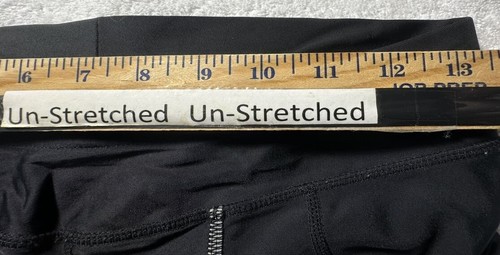 6 7 8 9 10 11 12 13
Un-Stretched Un-Stretched